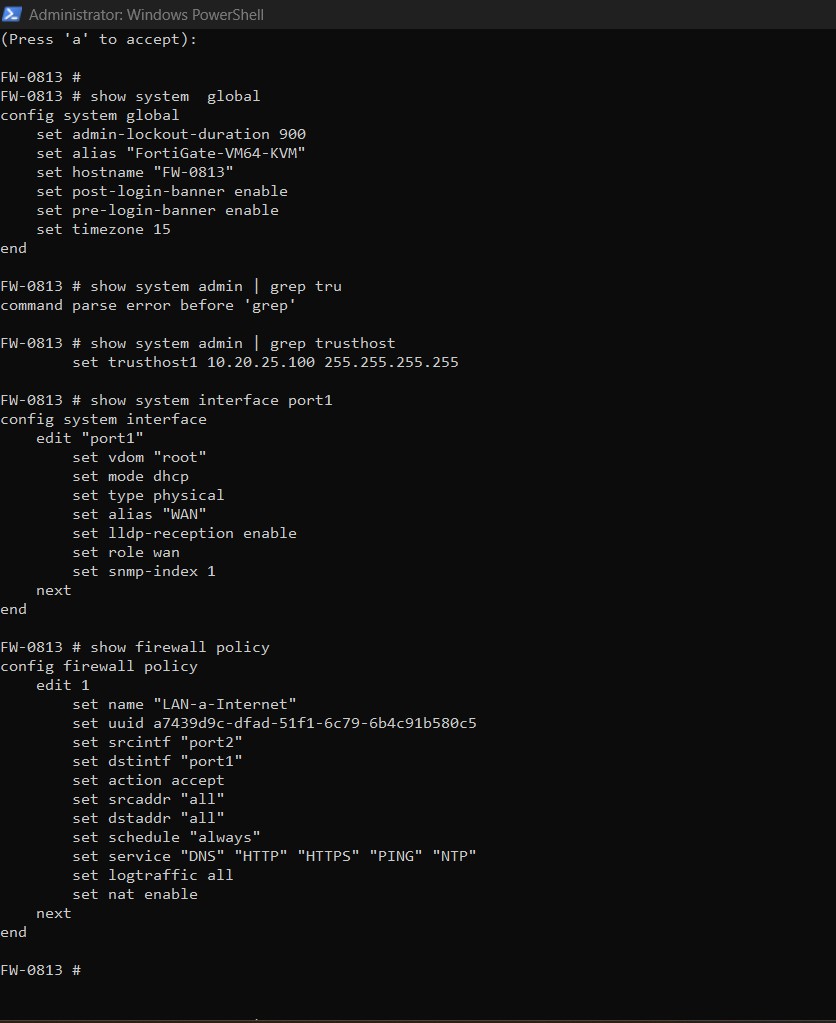 Administrator: Windows PowerShell
(Press 'a' to accept):
FW-0813 #
FW-0813 # show system  global
config system global
    set admin-lockout-duration 900
    set alias "FortiGate-VM64-KVM"
    set hostname "FW-0813"
    set post-login-banner enable
    set pre-login-banner enable
    set timezone 15
end
FW-0813 # show system admin | grep tru
command parse error before 'grep'
FW-0813 # show system admin | grep trusthost
        set trusthost1 10.20.25.100 255.255.255.255
FW-0813 # show system interface port1
config system interface
    edit "port1"
        set vdom "root"
        set mode dhcp
        set type physical
        set alias "WAN"
        set lldp-reception enable
        set role wan
        set snmp-index 1
    next
end
FW-0813 # show firewall policy
config firewall policy
    edit 1
        set name "LAN-a-Internet"
        set uuid a7439d9c-dfad-51f1-6c79-6b4c91b580c5
        set srcintf "port2"
        set dstintf "port1"
        set action accept
        set srcaddr "all"
        set dstaddr "all"
        set schedule "always"
        set service "DNS" "HTTP" "HTTPS" "PING" "NTP"
        set logtraffic all
        set nat enable
    next
end
FW-0813 #